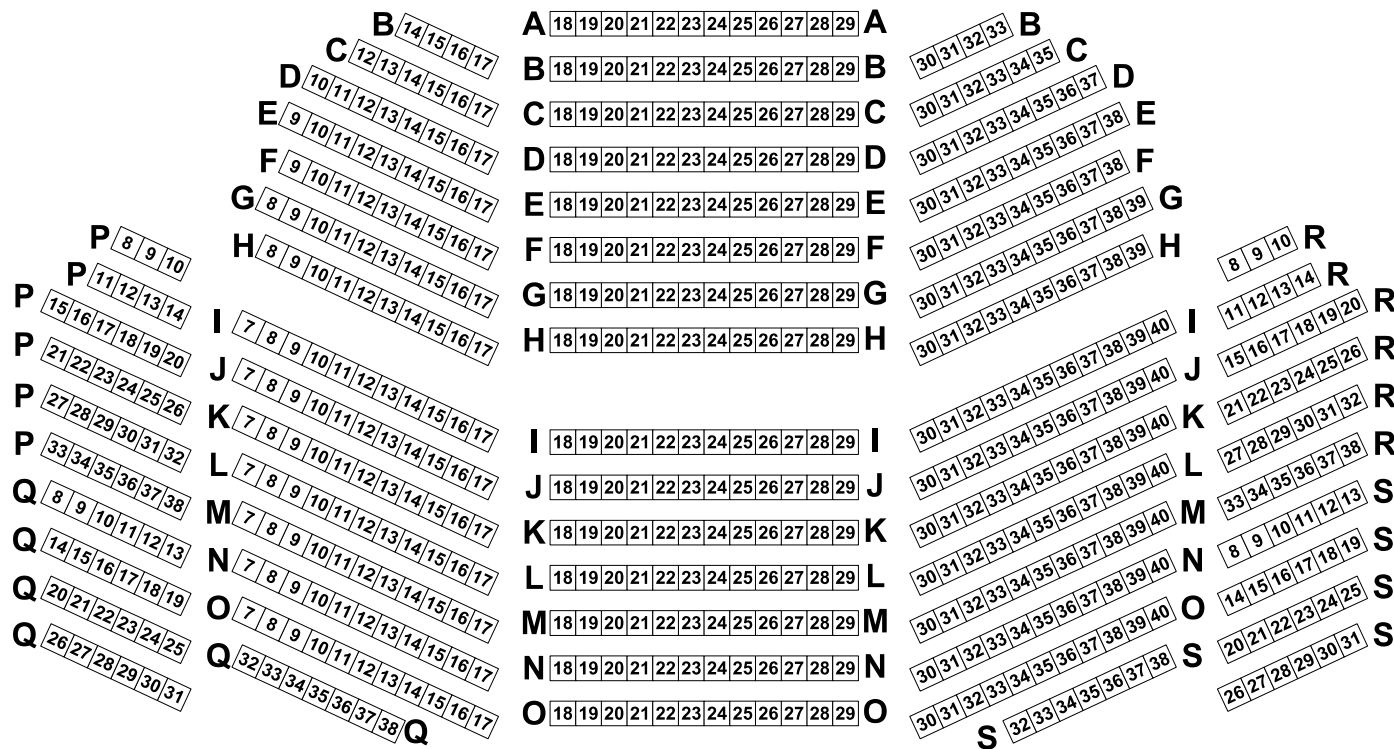 B 14 15 16 17
C 12 13 14 15 16 17
D 10 11 12 13 14 15 16 17
E 9 10 11 12 13 14 15 16 17
F 9 10 11 12 13 14 15 16 17
G 8 9 10 11 12 13 14 15 16 17
H 8 9 10 11 12 13 14 15 16 17
A 18 19 20 21 22 23 24 25 26 27 28 29 A
B 18 19 20 21 22 23 24 25 26 27 28 29 B
C 18 19 20 21 22 23 24 25 26 27 28 29 C
D 18 19 20 21 22 23 24 25 26 27 28 29 D
E 18 19 20 21 22 23 24 25 26 27 28 29 E
F 18 19 20 21 22 23 24 25 26 27 28 29 F
G 18 19 20 21 22 23 24 25 26 27 28 29 G
H 18 19 20 21 22 23 24 25 26 27 28 29 H
30 31 32 33 B
30 31 32 33 34 35 C
30 31 32 33 34 35 36 37 D
30 31 32 33 34 35 36 37 38 E
30 31 32 33 34 35 36 37 38 F
30 31 32 33 34 35 36 37 38 39 G
30 31 32 33 34 35 36 37 38 39 H
P 8 9 10
P 11 12 13 14
P 15 16 17 18 19 20
P 21 22 23 24 25 26
P 27 28 29 30 31 32
P 33 34 35 36 37 38
Q 8 9 10 11 12 13
Q 14 15 16 17 18 19
Q 20 21 22 23 24 25
Q 26 27 28 29 30 31
I 7 8 9 10 11 12 13 14 15 16 17
J 7 8 9 10 11 12 13 14 15 16 17
K 7 8 9 10 11 12 13 14 15 16 17
L 7 8 9 10 11 12 13 14 15 16 17
M 7 8 9 10 11 12 13 14 15 16 17
N 7 8 9 10 11 12 13 14 15 16 17
O 7 8 9 10 11 12 13 14 15 16 17
Q 32 33 34 35 36 37 38 Q
I 18 19 20 21 22 23 24 25 26 27 28 29 I
J 18 19 20 21 22 23 24 25 26 27 28 29 J
K 18 19 20 21 22 23 24 25 26 27 28 29 K
L 18 19 20 21 22 23 24 25 26 27 28 29 L
M 18 19 20 21 22 23 24 25 26 27 28 29 M
N 18 19 20 21 22 23 24 25 26 27 28 29 N
O 18 19 20 21 22 23 24 25 26 27 28 29 O
30 31 32 33 34 35 36 37 38 39 40 I
30 31 32 33 34 35 36 37 38 39 40 J
30 31 32 33 34 35 36 37 38 39 40 K
30 31 32 33 34 35 36 37 38 39 40 L
30 31 32 33 34 35 36 37 38 39 40 M
30 31 32 33 34 35 36 37 38 39 40 N
30 31 32 33 34 35 36 37 38 39 40 O
S 32 33 34 35 36 37 38 S
8 9 10 R
11 12 13 14 R
15 16 17 18 19 20 R
21 22 23 24 25 26 R
27 28 29 30 31 32 R
33 34 35 36 37 38 R
8 9 10 11 12 13 S
14 15 16 17 18 19 S
20 21 22 23 24 25 S
26 27 28 29 30 31 S